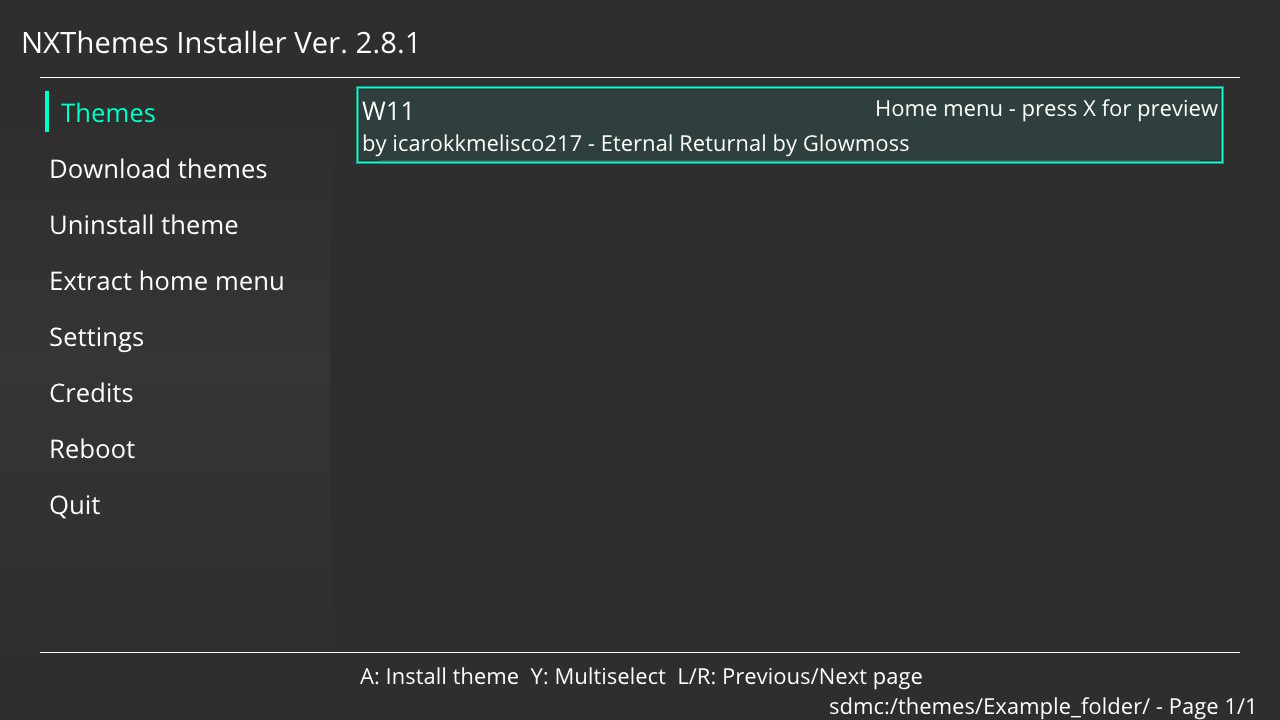 NXThemes Installer Ver. 2.8.1
Themes
Download themes
Uninstall theme
Extract home menu
Settings
Credits
Reboot
Quit
W11
Home menu - press X for preview
by icarokkmelisco217 - Eternal Returnal by Glowmoss
A: Install theme  Y: Multiselect  L/R: Previous/Next page
sdmc:/themes/Example_folder/ - Page 1/1